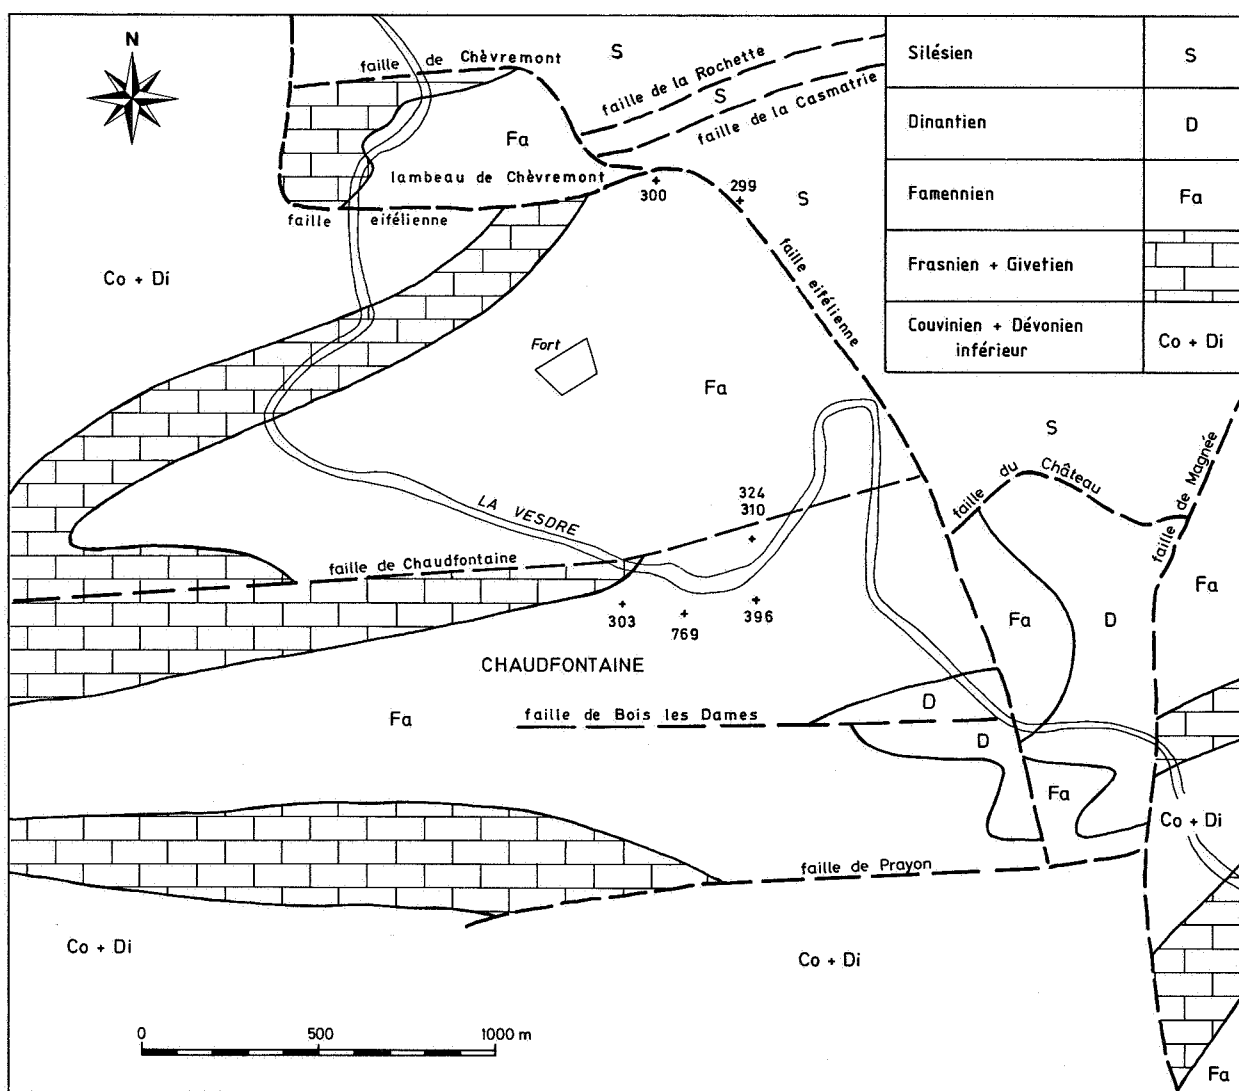 N
faille de Chèvremont
S
faille de la Rochette
S
faille de la Casmatrie
Fa
lambeau de Chèvremont
300
299
S
faille eifélienne
Co + Di
faille eifélienne
Fort
Fa
Silésien S
Dinantien D
Famennien Fa
Frasnien + Givetien
Couvinien + Dévonien
inférieur
Co + Di
S
faille du Château
faille de Magnée
324
310
LA VESDRE
faille de Chaudfontaine
303
769
396
Fa
D
Fa
CHAUDFONTAINE
Fa
faille de Bois les Dames
D
D
Fa
Co + Di
faille de Prayon
Co + Di
Co + Di
Fa
0 500 1000 m